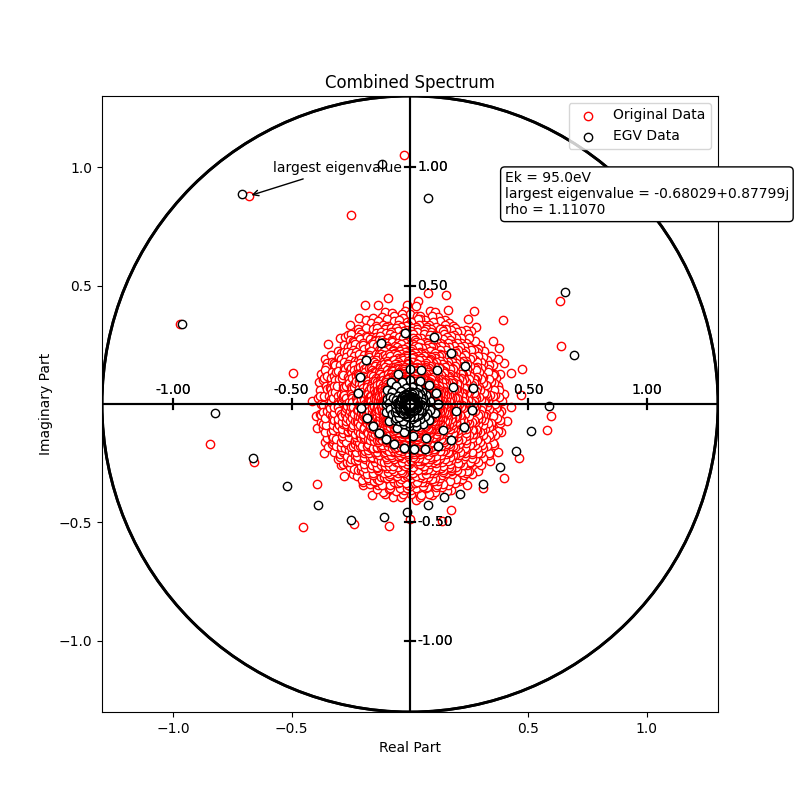 Combined Spectrum
Original Data
EGV Data
largest eigenvalue
Ek = 95.0eV
largest eigenvalue = -0.68029+0.87799j
rho = 1.11070
1.0
0.5
0.0
−0.5
−1.0
1.00
0.50
-0.50
-1.00
-1.00
-0.50
0.50
1.00
−1.0
−0.5
0.5
1.0
Imaginary Part
Real Part